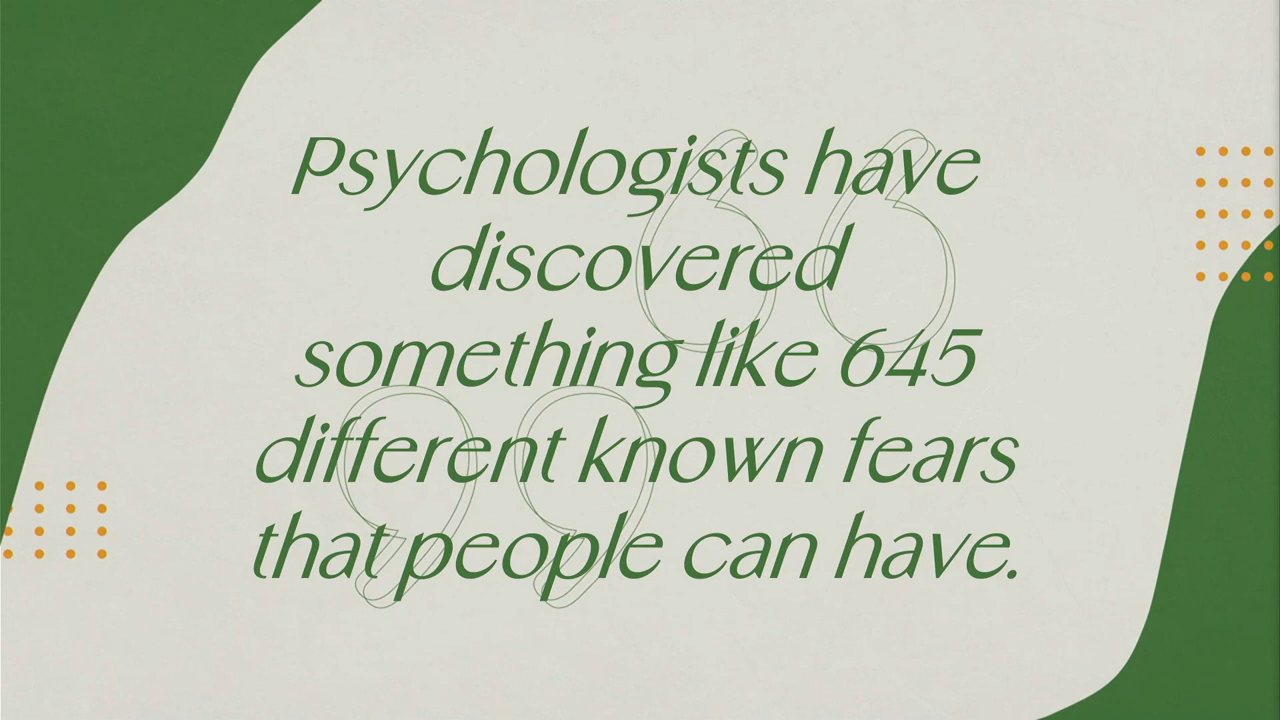 Psychologists have
discovered
something like 645
different known fears
that people can have.